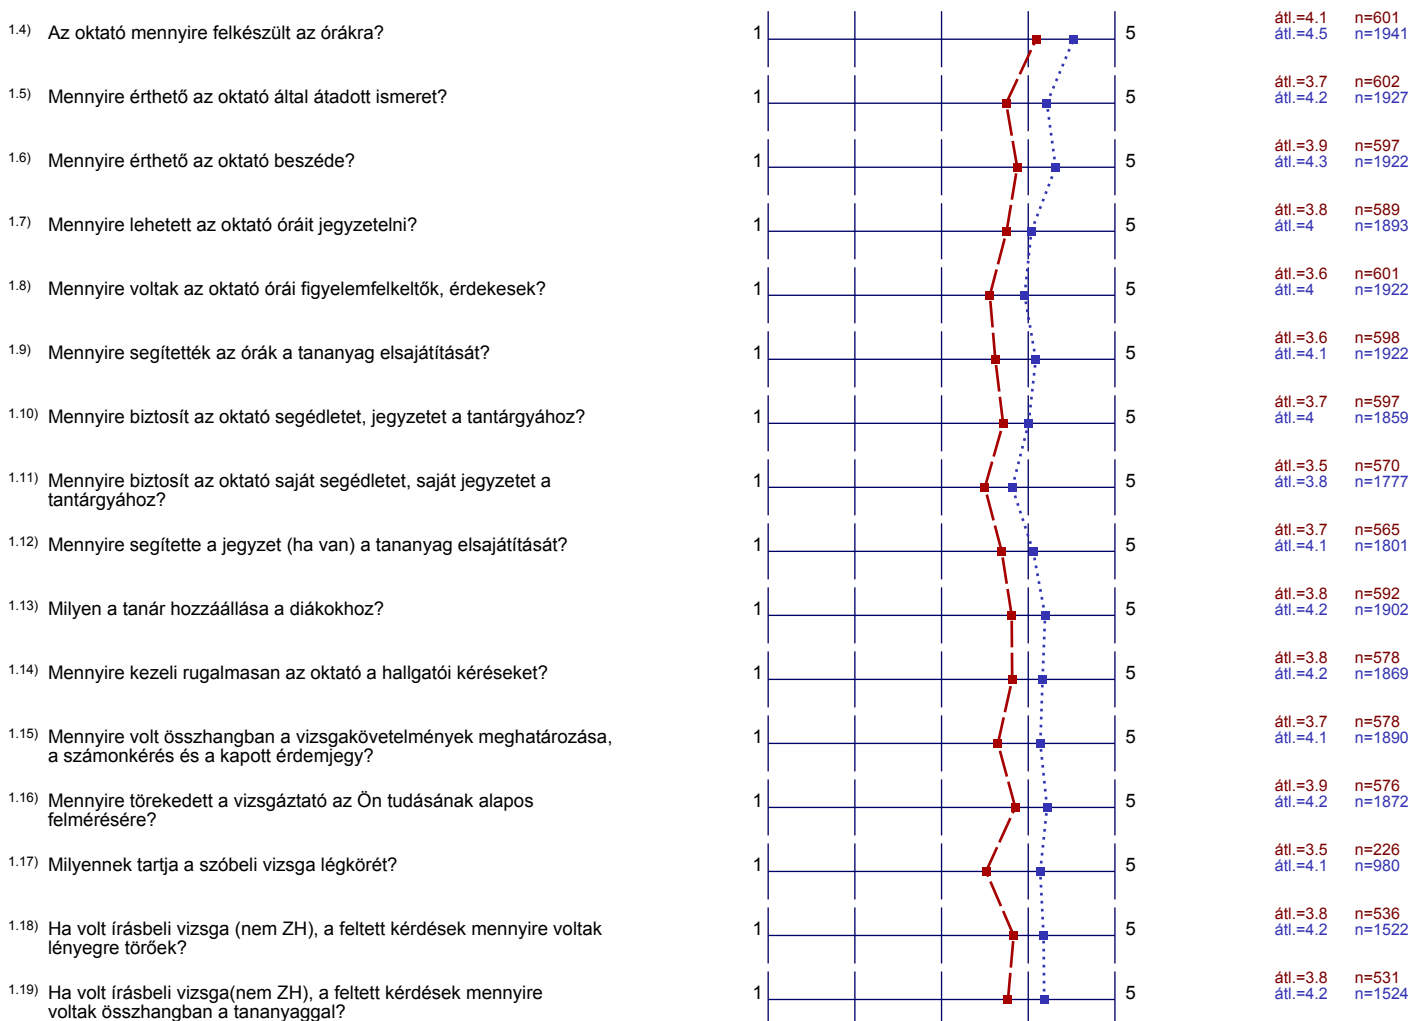 1.4) Az oktató mennyire felkészült az órákra? 1 5 átl.=4.1 n=601
átl.=4.5 n=1941
1.5) Mennyire érthető az oktató által átadott ismeret? 1 5 átl.=3.7 n=602
átl.=4.2 n=1927
1.6) Mennyire érthető az oktató beszéde? 1 5 átl.=3.9 n=597
átl.=4.3 n=1922
1.7) Mennyire lehetett az oktató óráit jegyzetelni? 1 5 átl.=3.8 n=589
átl.=4 n=1893
1.8) Mennyire voltak az oktató órái figyelemfelkeltők, érdekesek? 1 5 átl.=3.6 n=601
átl.=4 n=1922
1.9) Mennyire segítették az órák a tananyag elsajátítását? 1 5 átl.=3.6 n=598
átl.=4.1 n=1922
1.10) Mennyire biztosít az oktató segédletet, jegyzetet a tantárgyához? 1 5 átl.=3.7 n=597
átl.=4 n=1859
1.11) Mennyire biztosít az oktató saját segédletet, saját jegyzetet a
tantárgyához? 1 5 átl.=3.5 n=570
átl.=3.8 n=1777
1.12) Mennyire segítette a jegyzet (ha van) a tananyag elsajátítását? 1 5 átl.=3.7 n=565
átl.=4.1 n=1801
1.13) Milyen a tanár hozzáállása a diákokhoz? 1 5 átl.=3.8 n=592
átl.=4.2 n=1902
1.14) Mennyire kezeli rugalmasan az oktató a hallgatói kéréseket? 1 5 átl.=3.8 n=578
átl.=4.2 n=1869
1.15) Mennyire volt összhangban a vizsgakövetelmények meghatározása,
a számonkérés és a kapott érdemjegy? 1 5 átl.=3.7 n=578
átl.=4.1 n=1890
1.16) Mennyire törekedett a vizsgáztató az Ön tudásának alapos
felmérésére? 1 5 átl.=3.9 n=576
átl.=4.2 n=1872
1.17) Milyennek tartja a szóbeli vizsga légkörét? 1 5 átl.=3.5 n=226
átl.=4.1 n=980
1.18) Ha volt írásbeli vizsga (nem ZH), a feltett kérdések mennyire voltak
lényegre törőek? 1 5 átl.=3.8 n=536
átl.=4.2 n=1522
1.19) Ha volt írásbeli vizsga(nem ZH), a feltett kérdések mennyire
voltak összhangban a tananyaggal? 1 5 átl.=3.8 n=531
átl.=4.2 n=1524